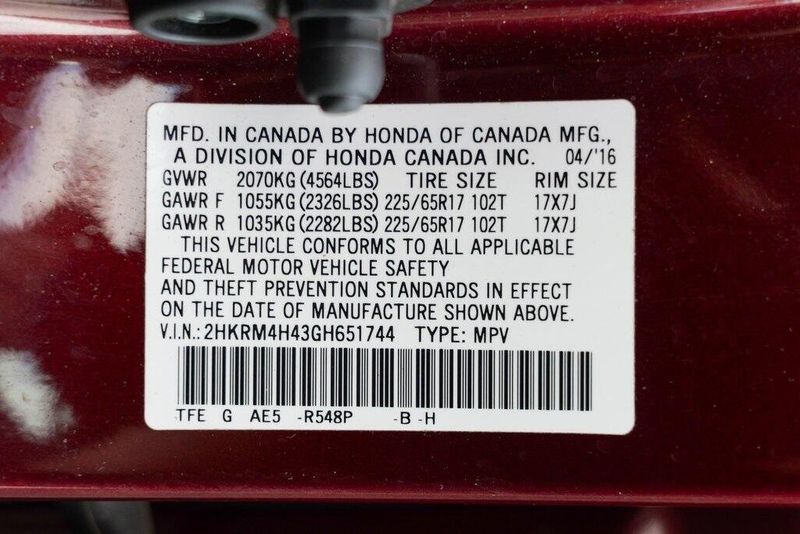 MFD. IN CANADA BY HONDA OF CANADA MFG.,
A DIVISION OF HONDA CANADA INC. 04/'16
GVWR 2070KG (4564LBS) TIRE SIZE RIM SIZE
GAWR F 1055KG (2326LBS) 225/65R17 102T 17X7J
GAWR R 1035KG (2282LBS) 225/65R17 102T 17X7J
THIS VEHICLE CONFORMS TO ALL APPLICABLE
FEDERAL MOTOR VEHICLE SAFETY
AND THEFT PREVENTION STANDARDS IN EFFECT
ON THE DATE OF MANUFACTURE SHOWN ABOVE.
V.I.N.: 2HKRM4H43GH651744 TYPE: MPV
TFE G AE5 -R548P -B -H